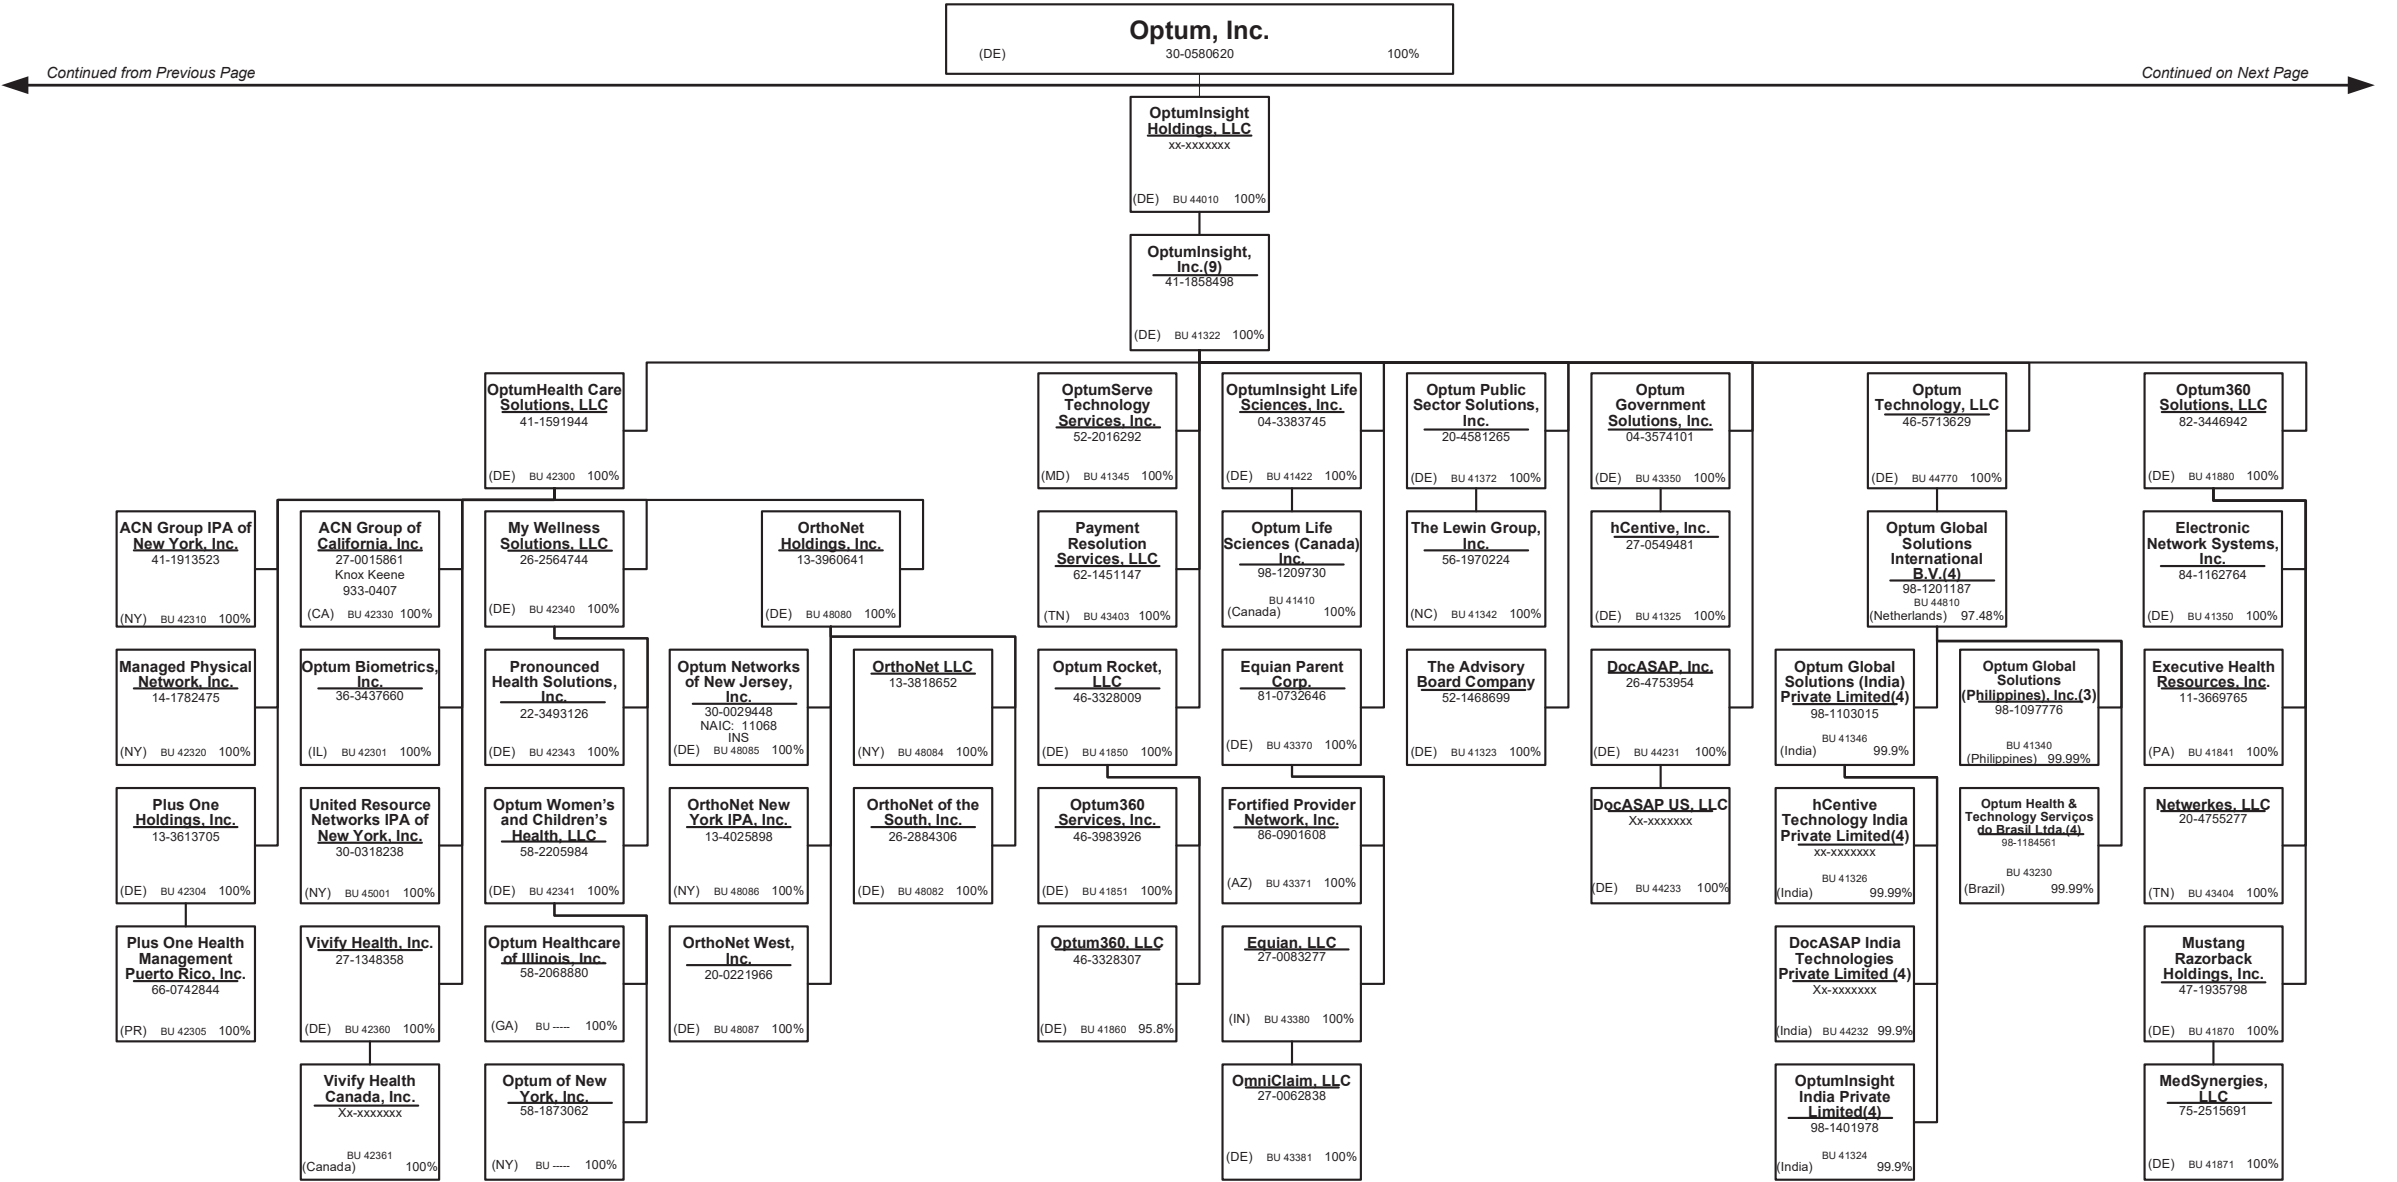 Optum, Inc.
(DE) 30-0580620 100%
Continued from Previous Page
Continued on Next Page
OptumInsight
Holdings, LLC
xx-xxxxxxx
(DE) BU 44010 100%
OptumInsight,
Inc.(9)
41-1858498
(DE) BU 41322 100%
OptumHealth Care
Solutions, LLC
41-1591944
(DE) BU 42300 100%
OptumServe
Technology
Services, Inc.
52-2016292
(MD) BU 41345 100%
OptumInsight Life
Sciences, Inc.
04-3383745
(DE) BU 41422 100%
Optum Public
Sector Solutions,
Inc.
20-4581265
(DE) BU 41372 100%
Optum
Government
Solutions, Inc.
04-3574101
(DE) BU 43350 100%
Optum
Technology, LLC
46-5713629
(DE) BU 44770 100%
Optum360
Solutions, LLC
82-3446942
(DE) BU 41880 100%
ACN Group IPA of
New York, Inc.
41-1913523
(NY) BU 42310 100%
ACN Group of
California, Inc.
27-0015861
Knox Keene
933-0407
(CA) BU 42330 100%
My Wellness
Solutions, LLC
26-2564744
(DE) BU 42340 100%
OrthoNet
Holdings, Inc.
13-3960641
(DE) BU 48080 100%
Payment
Resolution
Services, LLC
62-1451147
(TN) BU 43403 100%
Optum Life
Sciences (Canada)
Inc.
98-1209730
BU 41410
(Canada) 100%
The Lewin Group,
Inc.
56-1970224
(NC) BU 41342 100%
hCentive, Inc.
27-0549481
(DE) BU 41325 100%
Optum Global
Solutions
International
B.V.(4)
98-1201187
BU 44810
(Netherlands) 97.48%
Electronic
Network Systems,
Inc.
84-1162764
(DE) BU 41350 100%
Managed Physical
Network, Inc.
14-1782475
(NY) BU 42320 100%
Optum Biometrics,
Inc.
36-3437660
(IL) BU 42301 100%
Pronounced
Health Solutions,
Inc.
22-3493126
(DE) BU 42343 100%
Optum Networks
of New Jersey,
Inc.
30-0029448
NAIC: 11068
INS
(DE) BU 48085 100%
OrthoNet LLC
13-3818652
(NY) BU 48084 100%
Optum Rocket,
LLC
46-3328009
(DE) BU 41850 100%
Equian Parent
Corp.
81-0732646
(DE) BU 43370 100%
The Advisory
Board Company
52-1468699
(DE) BU 41323 100%
DocASAP, Inc.
26-4753954
(DE) BU 44231 100%
Optum Global
Solutions (India)
Private Limited(4)
98-1103015
BU 41346
(India) 99.9%
Optum Global
Solutions
(Philippines), Inc.(3)
98-1097776
BU 41340
(Philippines) 99.99%
Executive Health
Resources, Inc.
11-3669765
(PA) BU 41841 100%
Plus One
Holdings, Inc.
13-3613705
(DE) BU 42304 100%
United Resource
Networks IPA of
New York, Inc.
30-0318238
(NY) BU 45001 100%
Optum Women's
and Children's
Health, LLC
58-2205984
(DE) BU 42341 100%
OrthoNet New
York IPA, Inc.
13-4025898
(NY) BU 48086 100%
OrthoNet of the
South, Inc.
26-2884306
(DE) BU 48082 100%
Optum360
Services, Inc.
46-3983926
(DE) BU 41851 100%
Fortified Provider
Network, Inc.
86-0901608
(AZ) BU 43371 100%
DocASAP US, LLC
Xx-xxxxxxx
(DE) BU 44233 100%
hCentive
Technology India
Private Limited(4)
xx-xxxxxxx
BU 41326
(India) 99.99%
Optum Health &
Technology Serviços
do Brasil Ltda.(4)
98-1184561
BU 43230
(Brazil) 99.99%
Netwerkes, LLC
20-4755277
(TN) BU 43404 100%
Plus One Health
Management
Puerto Rico, Inc.
66-0742844
(PR) BU 42305 100%
Vivify Health, Inc.
27-1348358
(DE) BU 42360 100%
Optum Healthcare
of Illinois, Inc.
58-2068880
(GA) BU ----- 100%
OrthoNet West,
Inc.
20-0221966
(DE) BU 48087 100%
Optum360, LLC
46-3328307
(DE) BU 41860 95.8%
Equian, LLC
27-0083277
(IN) BU 43380 100%
DocASAP India
Technologies
Private Limited (4)
Xx-xxxxxxx
(India) BU 44232 99.9%
Mustang
Razorback
Holdings, Inc.
47-1935798
(DE) BU 41870 100%
Vivify Health
Canada, Inc.
Xx-xxxxxxx
BU 42361
(Canada) 100%
Optum of New
York, Inc.
58-1873062
(NY) BU ----- 100%
OmniClaim, LLC
27-0062838
(DE) BU 43381 100%
OptumInsight
India Private
Limited(4)
98-1401978
BU 41324
(India) 99.9%
MedSynergies,
LLC
75-2515691
(DE) BU 41871 100%